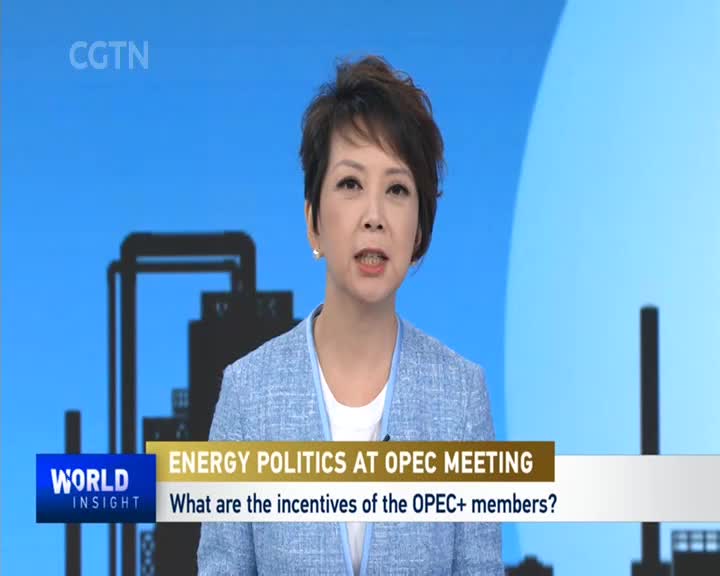 CGTN
ENERGY POLITICS AT OPEC MEETING
WORLD
INSIGHT
What are the incentives of the OPEC+ members?